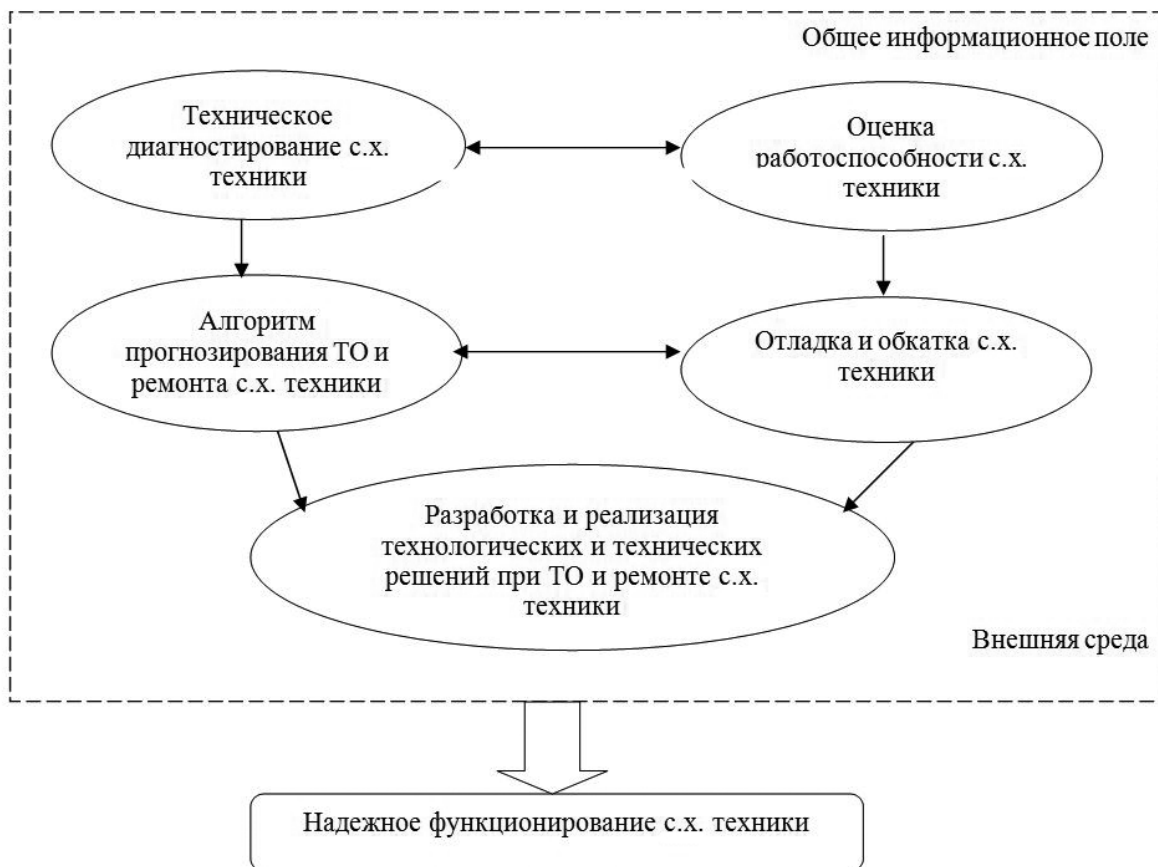 Общее информационное поле
Техническое
диагностирование с.х.
техники
Оценка
работоспособности с.х.
техники
Алгоритм
прогнозирования ТО и
ремонта с.х. техники
Отладка и обкатка с.х.
техники
Разработка и реализация
технологических и технических
решений при ТО и ремонте с.х.
техники
Внешняя среда
Надежное функционирование с.х. техники